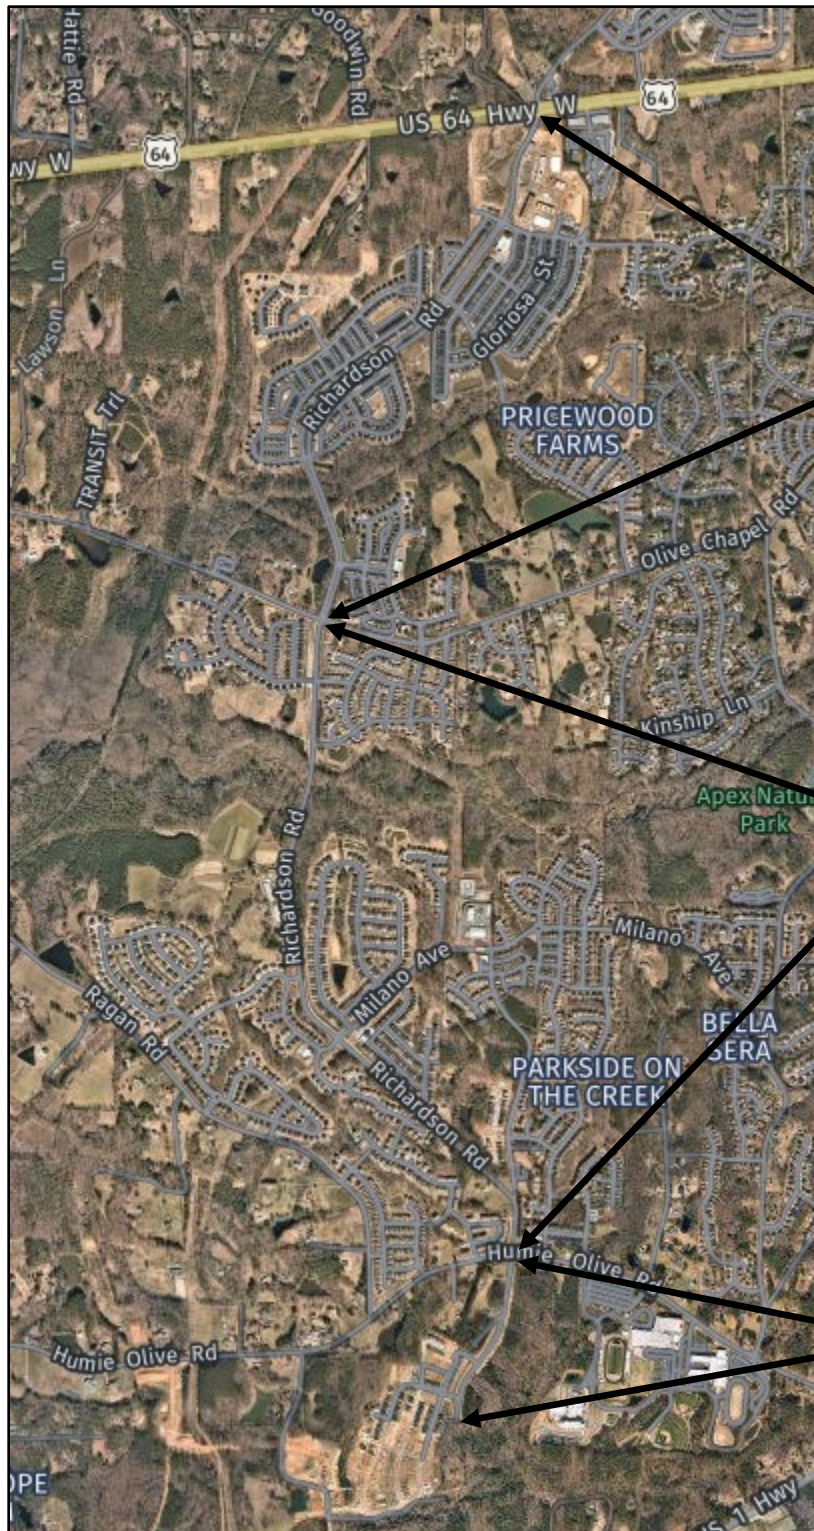 Hattie Rd
Goodwin Rd
US 64 Hwy W
64
64
wy W
Lawson Ln
Richardson Rd
Gloriosa St
TRANSIT Trl
PRICEWOOD
FARMS
Olive Chapel Rd
Kinship Ln
Apex Natu
Park
Richardson Rd
Milano Ave
Milano Ave
Ragan Rd
BELLA
SERA
PARKSIDE ON
THE CREEK
Richardson Rd
Humie Olive Rd
Humie Olive Rd
OPE
S 1 Hwy